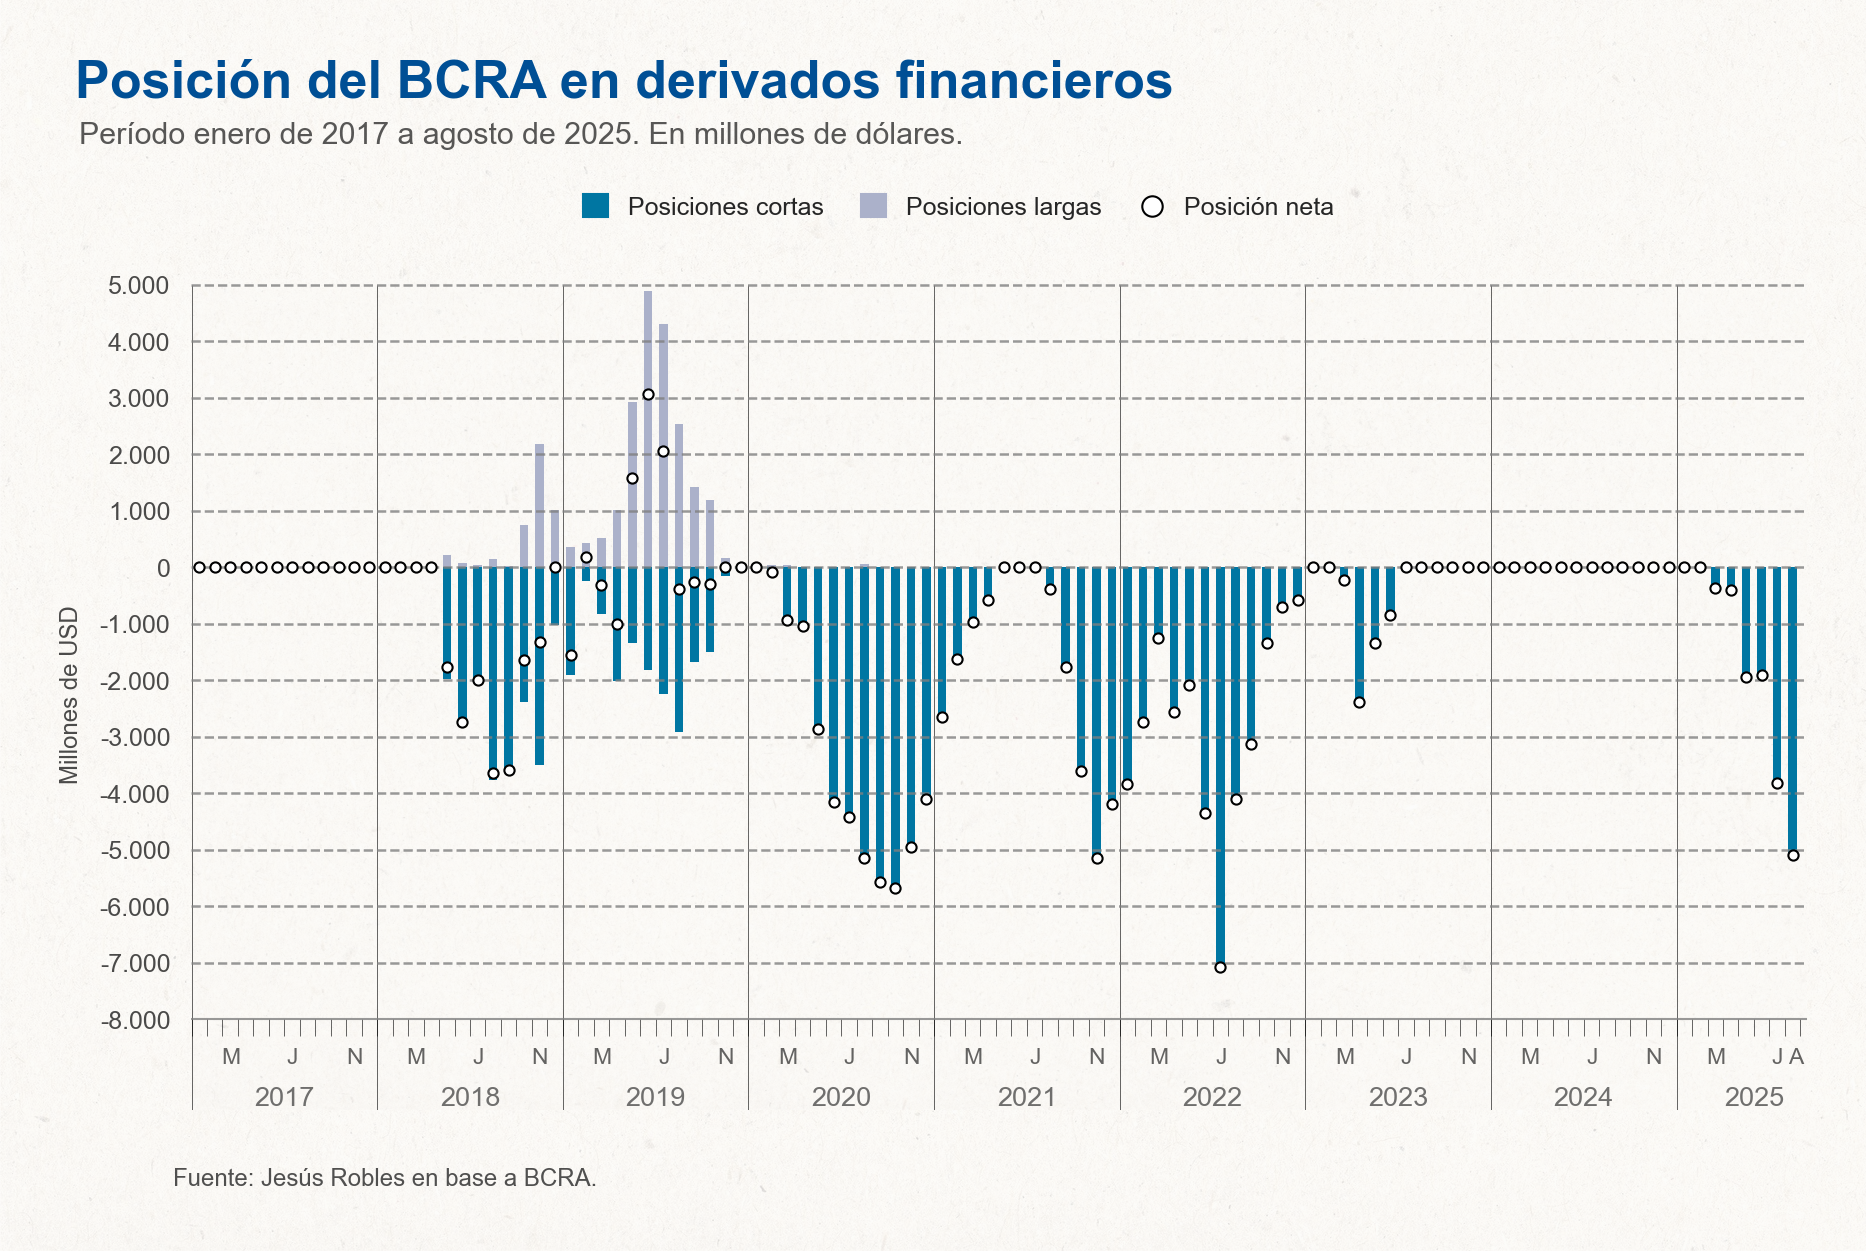 Posición del BCRA en derivados financieros
Período enero de 2017 a agosto de 2025. En millones de dólares.
Posiciones cortas Posiciones largas Posición neta
5.000
4.000
3.000
2.000
1.000
0
-1.000
-2.000
-3.000
-4.000
-5.000
-6.000
-7.000
-8.000
Millones de USD
M J N M J N M J N M J N M J N M J N M J N M J N M J A
2017 2018 2019 2020 2021 2022 2023 2024 2025
Fuente: Jesús Robles en base a BCRA.